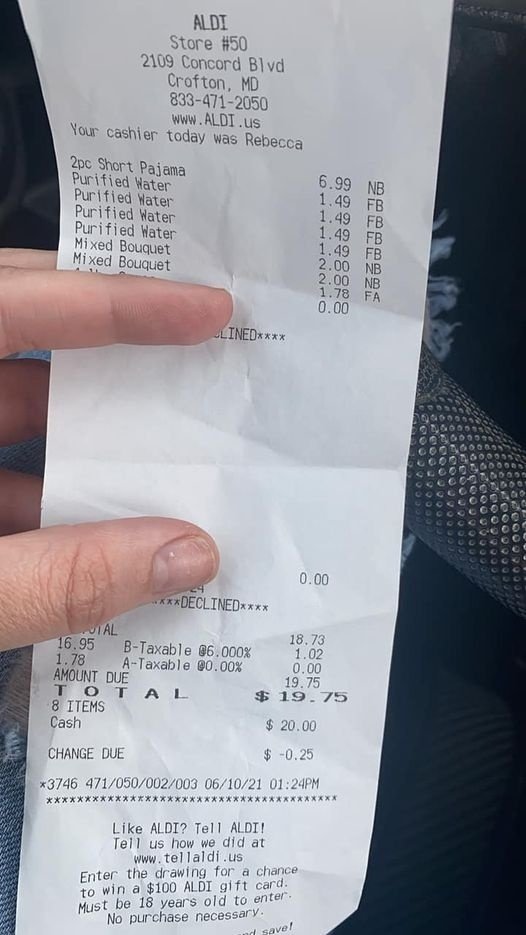 ALDI
Store #50
2109 Concord Blvd
Crofton, MD
833-471-2050
www.ALDI.us
Your cashier today was Rebecca
2pc Short Pajama 6.99 NB
Purified Water 1.49 FB
Purified Water 1.49 FB
Purified Water 1.49 FB
Purified Water 1.49 FB
Mixed Bouquet 2.00 NB
Mixed Bouquet 2.00 NB
1.78 FA
0.00
LINED****
0.00
***DECLINED****
18.73
16.95 B-Taxable @6.000% 1.02
1.78 A-Taxable @0.00% 0.00
AMOUNT DUE 19.75
TOTAL $19.75
8 ITEMS
Cash $ 20.00
CHANGE DUE $ -0.25
*3746 471/050/002/003 06/10/21 01:24PM
****************************************
Like ALDI? Tell ALDI!
Tell us how we did at
www.tellaldi.us
Enter the drawing for a chance
to win a $100 ALDI gift card.
Must be 18 years old to enter.
No purchase necessary.
save!